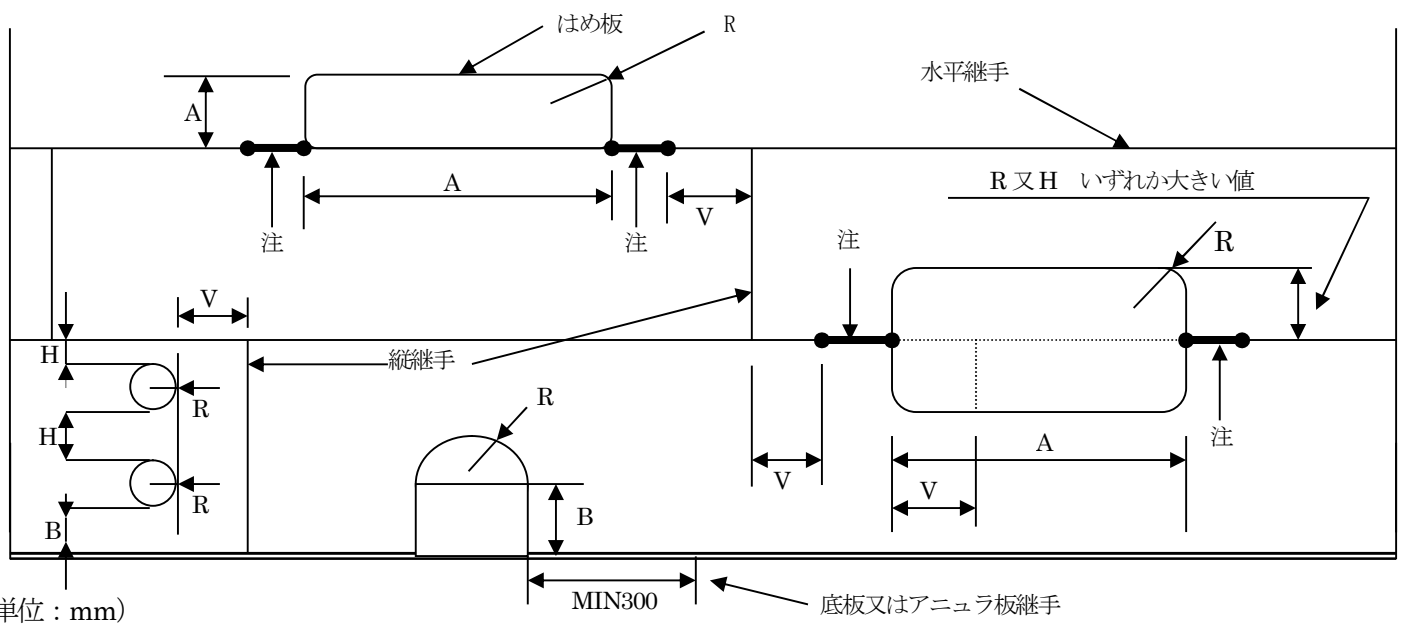 はめ板
R
水平継手
A
A
V
R又H いずれか大きい値
注
注
注
R
V
H
縦継手
R
R
H
注
A
V
V
R
B
B
MIN300
底板又はアニュラ板継手
単位：mm）